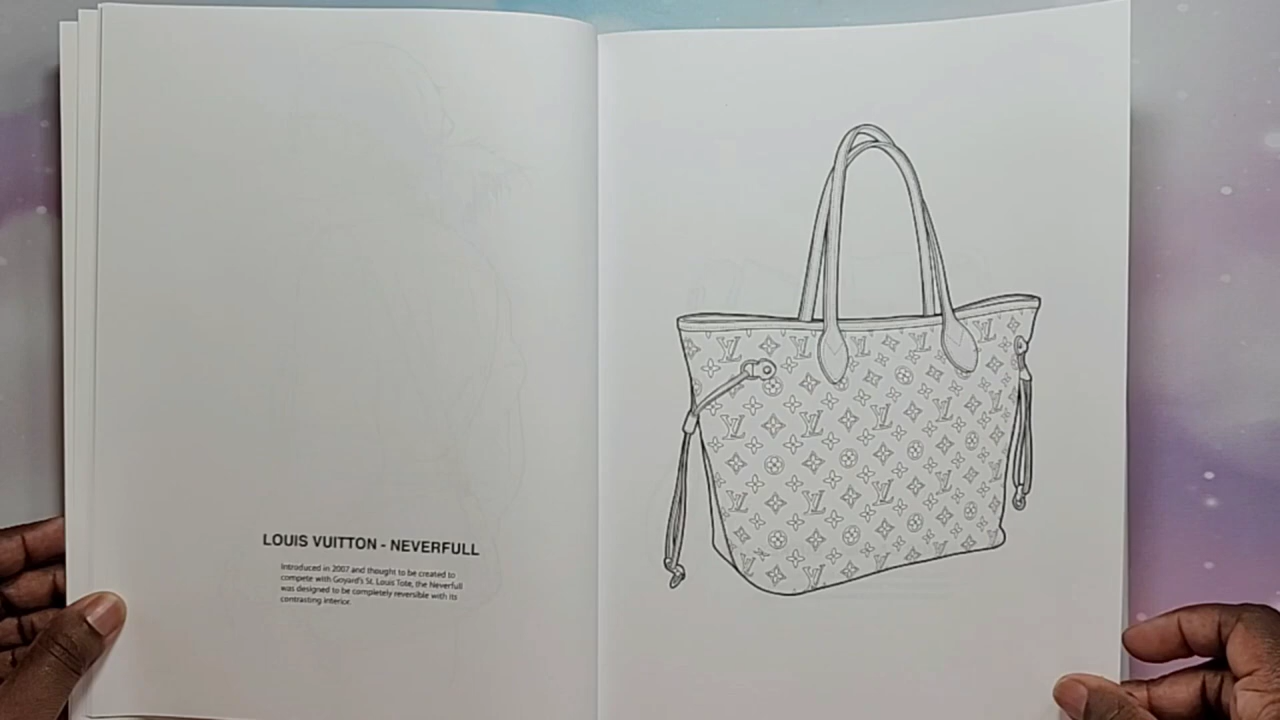 LOUIS VUITTON - NEVERFULL
Introduced in 2007 and thought to be created to
compete with Goyard's St. Louis Tote, the Neverfull
was designed to be completely reversible with its
contrasting interior.